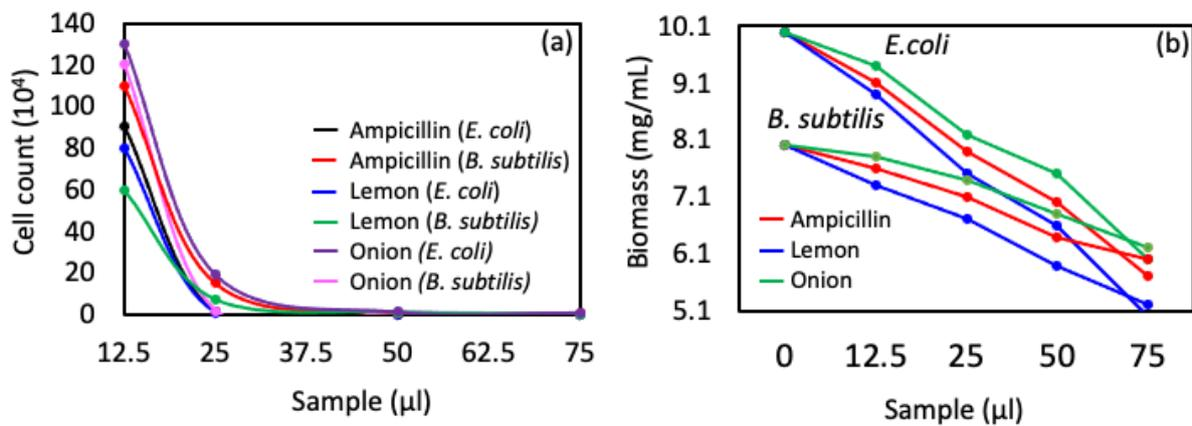 (a)
Cell count (10⁴)
140
120
100
80
60
40
20
0
Ampicillin (E. coli)
Ampicillin (B. subtilis)
Lemon (E. coli)
Lemon (B. subtilis)
Onion (E. coli)
Onion (B. subtilis)
12.5 25 37.5 50 62.5 75
Sample (µl)
(b)
Biomass (mg/mL)
10.1
9.1
8.1
7.1
6.1
5.1
E.coli
B. subtilis
Ampicillin
Lemon
Onion
0 12.5 25 50 75
Sample (µl)